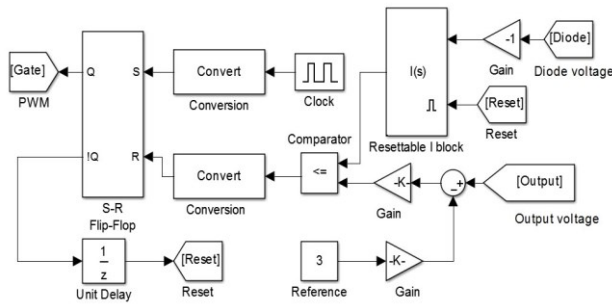 [Gate]
PWM
Q
S
!Q
R
S-R
Flip-Flop
Convert
Conversion
Clock
I(s)
Resettable I block
-1
Gain
[Diode]
Diode voltage
[Reset]
Reset
Comparator
<=
Convert
Conversion
-K-
Gain
_
+
[Output]
Output voltage
1
z
Unit Delay
[Reset]
Reset
3
Reference
-K-
Gain